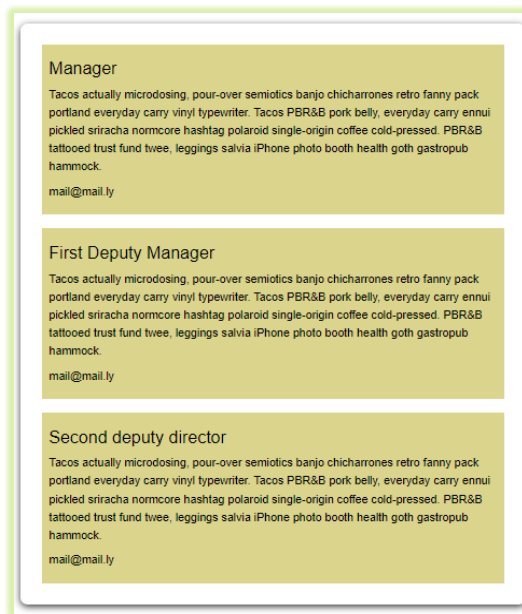 Manager
Tacos actually microdosing, pour-over semiotics banjo chicharrones retro fanny pack
portland everyday carry vinyl typewriter. Tacos PBR&B pork belly, everyday carry ennui
pickled sriracha normcore hashtag polaroid single-origin coffee cold-pressed. PBR&B
tattooed trust fund twee, leggings salvia iPhone photo booth health goth gastropub
hammock.
mail@mail.ly
First Deputy Manager
Tacos actually microdosing, pour-over semiotics banjo chicharrones retro fanny pack
portland everyday carry vinyl typewriter. Tacos PBR&B pork belly, everyday carry ennui
pickled sriracha normcore hashtag polaroid single-origin coffee cold-pressed. PBR&B
tattooed trust fund twee, leggings salvia iPhone photo booth health goth gastropub
hammock.
mail@mail.ly
Second deputy director
Tacos actually microdosing, pour-over semiotics banjo chicharrones retro fanny pack
portland everyday carry vinyl typewriter. Tacos PBR&B pork belly, everyday carry ennui
pickled sriracha normcore hashtag polaroid single-origin coffee cold-pressed. PBR&B
tattooed trust fund twee, leggings salvia iPhone photo booth health goth gastropub
hammock.
mail@mail.ly